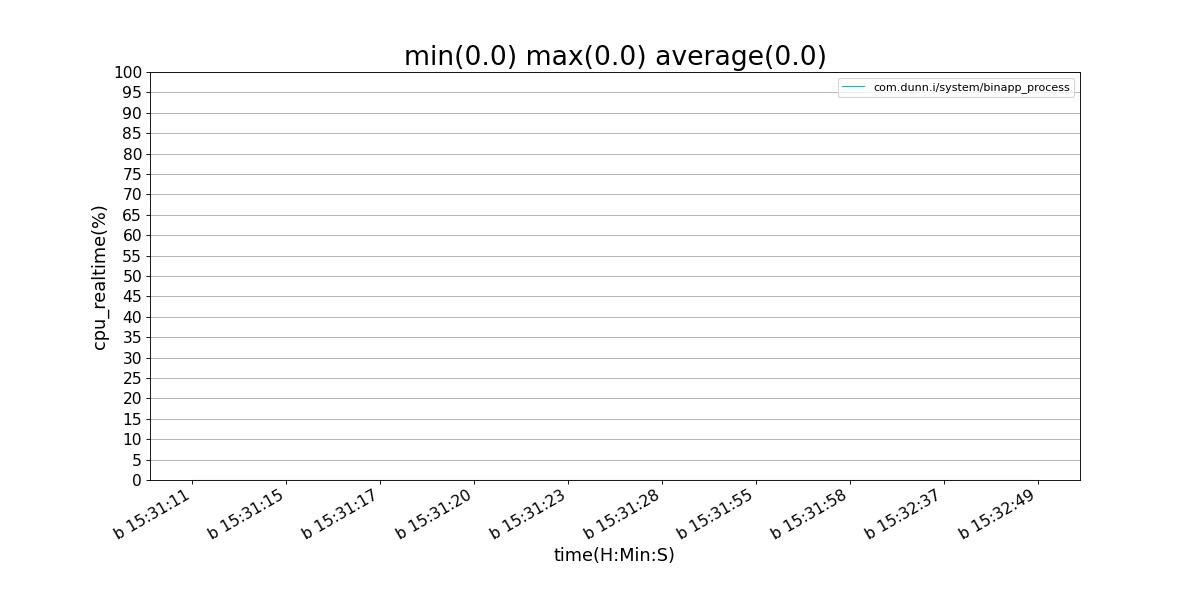 min(0.0) max(0.0) average(0.0)
com.dunn.i/system/binapp_process
100
95
90
85
80
75
70
65
60
55
50
45
40
35
30
25
20
15
10
5
0
cpu_realtime(%)
b 15:31:11
b 15:31:15
b 15:31:17
b 15:31:20
b 15:31:23
b 15:31:28
b 15:31:55
b 15:31:58
b 15:32:37
b 15:32:49
time(H:Min:S)